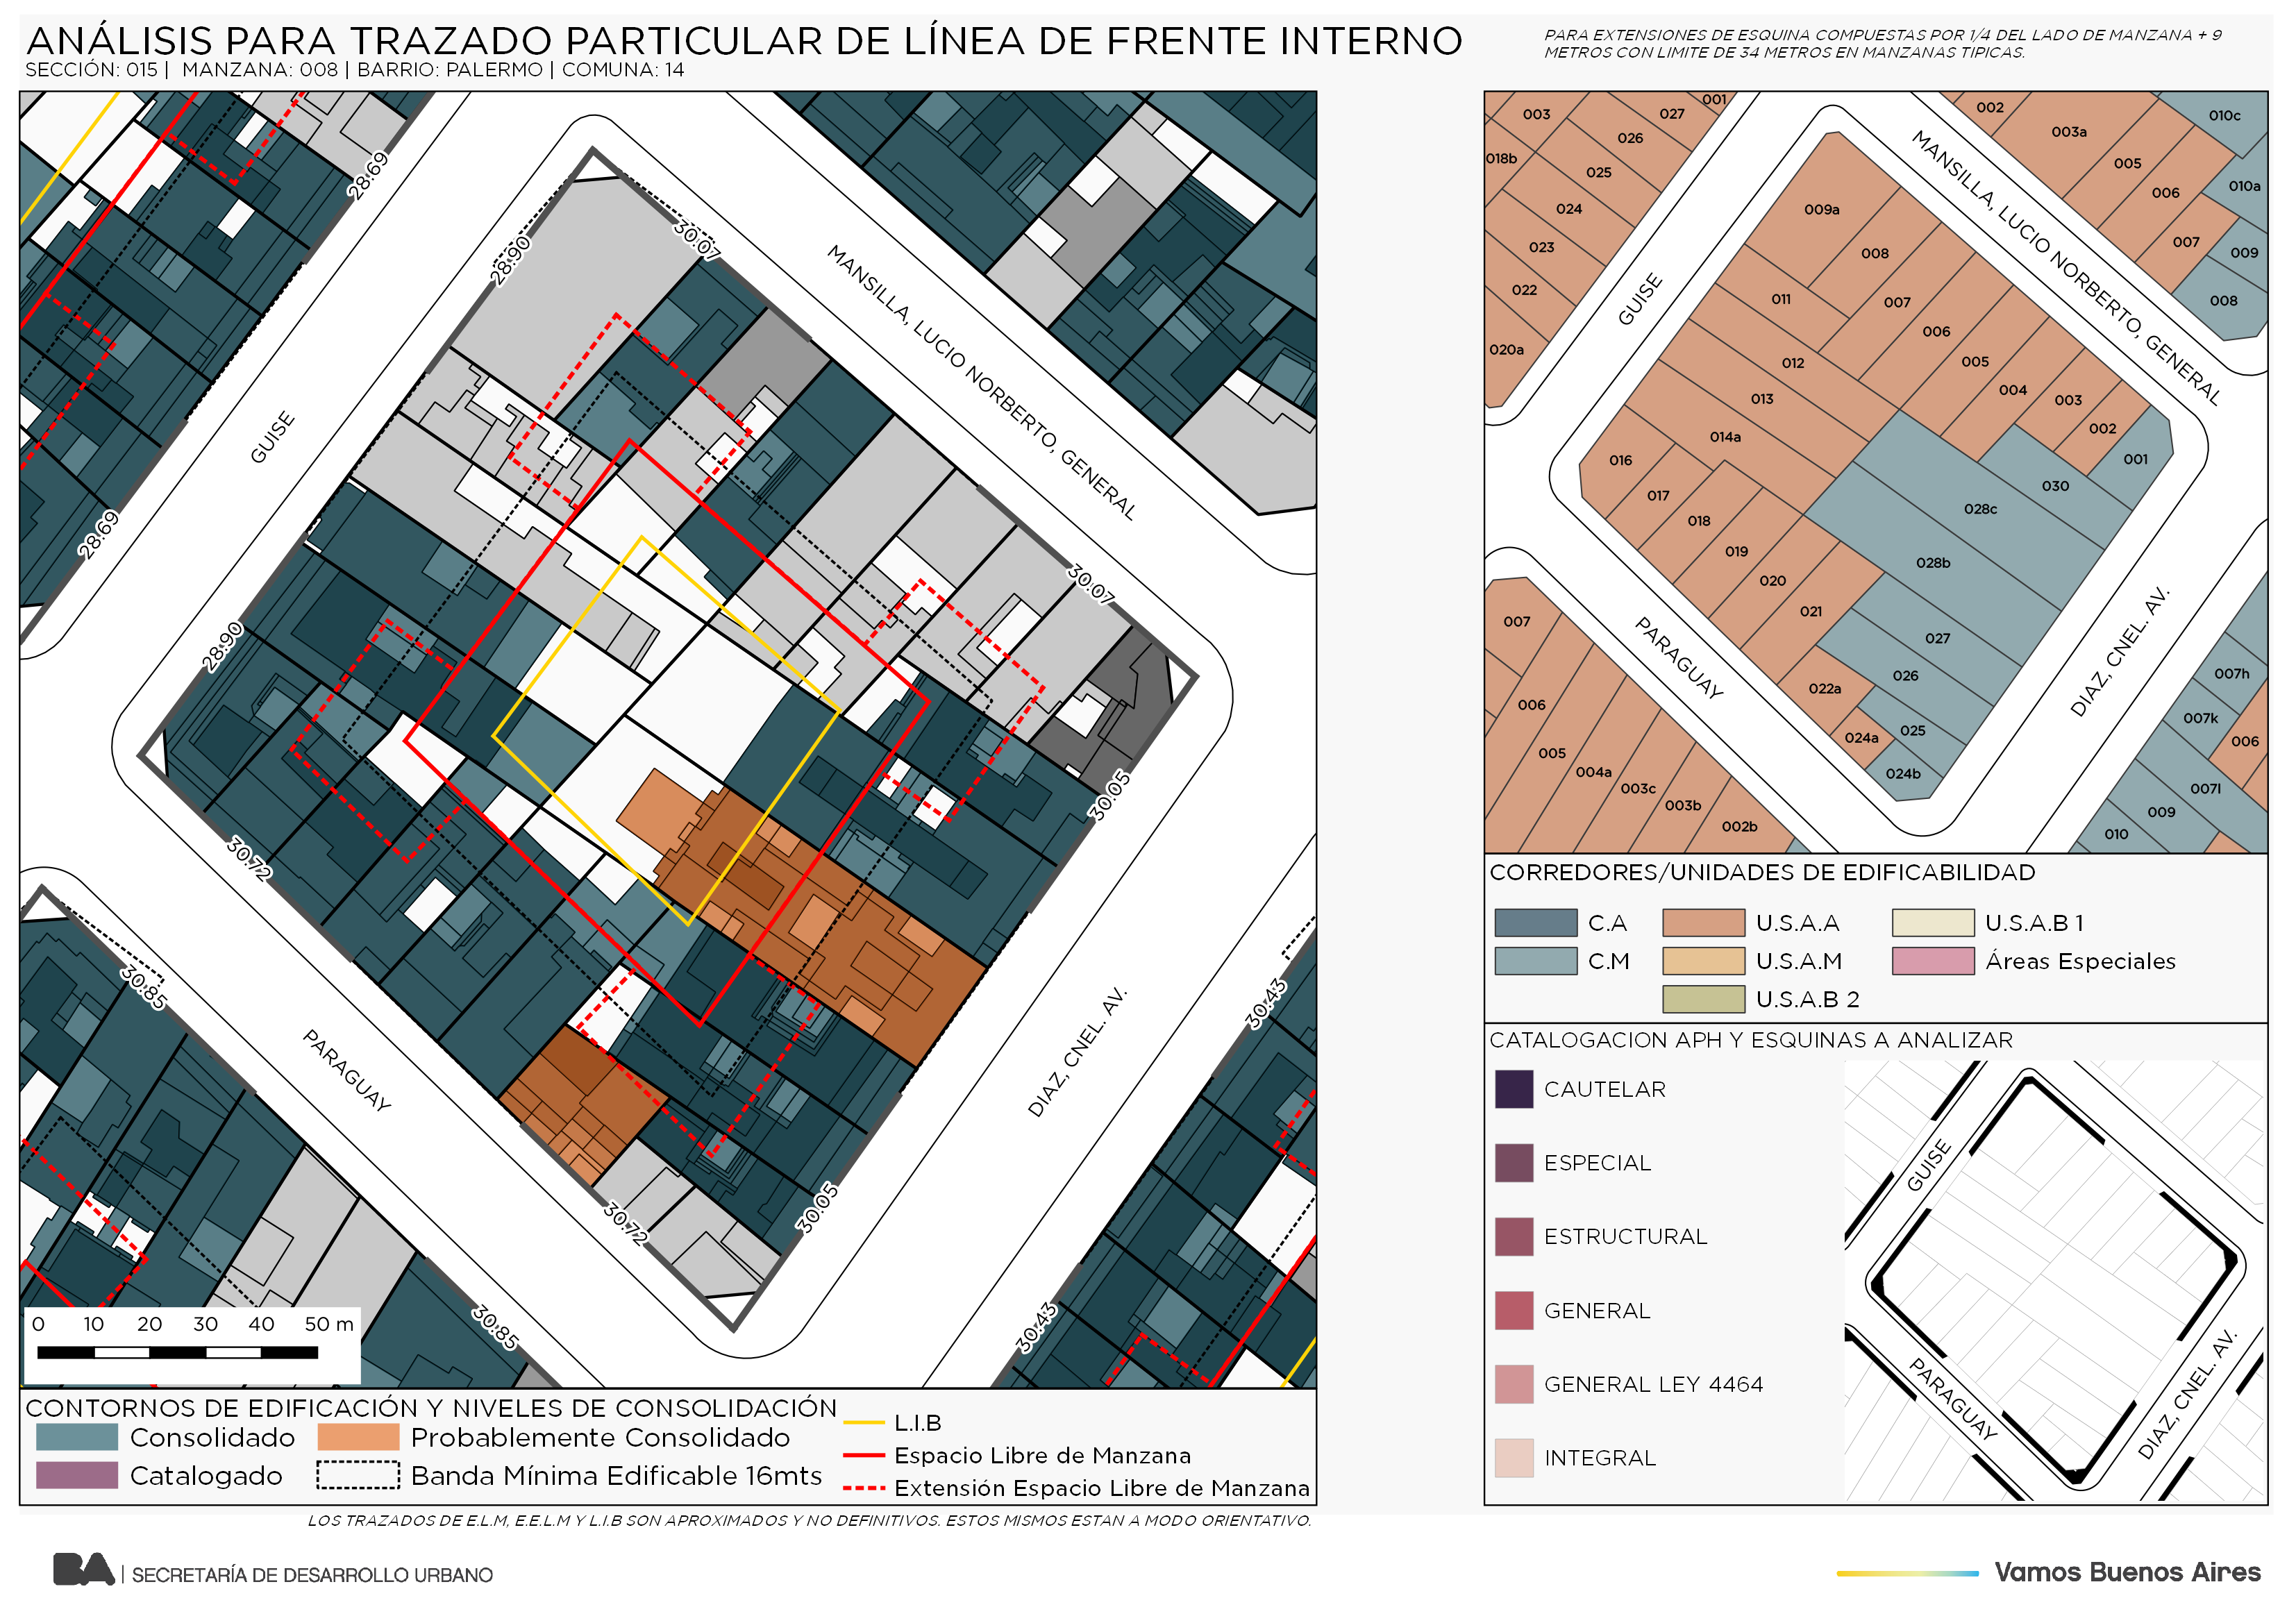 ANÁLISIS PARA TRAZADO PARTICULAR DE LÍNEA DE FRENTE INTERNO
SECCIÓN: 015 | MANZANA: 008 | BARRIO: PALERMO | COMUNA: 14
PARA EXTENSIONES DE ESQUINA COMPUESTAS POR 1/4 DEL LADO DE MANZANA + 9
METROS CON LIMITE DE 34 METROS EN MANZANAS TIPICAS.
28.69
28.90
30.07
MANSILLA, LUCIO NORBERTO, GENERAL
GUISE
28.69
30.07
28.90
30.05
30.72
30.85
30.43
DIAZ, CNEL. AV.
PARAGUAY
30.05
30.72
30.85
30.43
0 10 20 30 40 50 m
CONTORNOS DE EDIFICACIÓN Y NIVELES DE CONSOLIDACIÓN
Consolidado
Probablemente Consolidado
Catalogado
Banda Mínima Edificable 16mts
L.I.B
Espacio Libre de Manzana
Extensión Espacio Libre de Manzana
LOS TRAZADOS DE E.L.M, E.E.L.M Y L.I.B SON APROXIMADOS Y NO DEFINITIVOS. ESTOS MISMOS ESTAN A MODO ORIENTATIVO.
003
027
001
026
018b
025
024
023
022
020a
002
003a
010c
005
006
010a
007
009
008
MANSILLA, LUCIO NORBERTO, GENERAL
GUISE
009a
008
011
007
006
012
005
013
004
003
014a
002
016
001
017
030
018
028c
019
028b
020
021
027
026
022a
025
024a
024b
PARAGUAY
DIAZ, CNEL. AV.
007
006
005
004a
003c
003b
002b
007h
007k
006
007l
009
010
CORREDORES/UNIDADES DE EDIFICABILIDAD
C.A
U.S.A.A
U.S.A.B 1
C.M
U.S.A.M
Áreas Especiales
U.S.A.B 2
CATALOGACION APH Y ESQUINAS A ANALIZAR
CAUTELAR
ESPECIAL
ESTRUCTURAL
GENERAL
GENERAL LEY 4464
INTEGRAL
GUISE
PARAGUAY
DIAZ, CNEL. AV.
BA | SECRETARÍA DE DESARROLLO URBANO
Vamos Buenos Aires